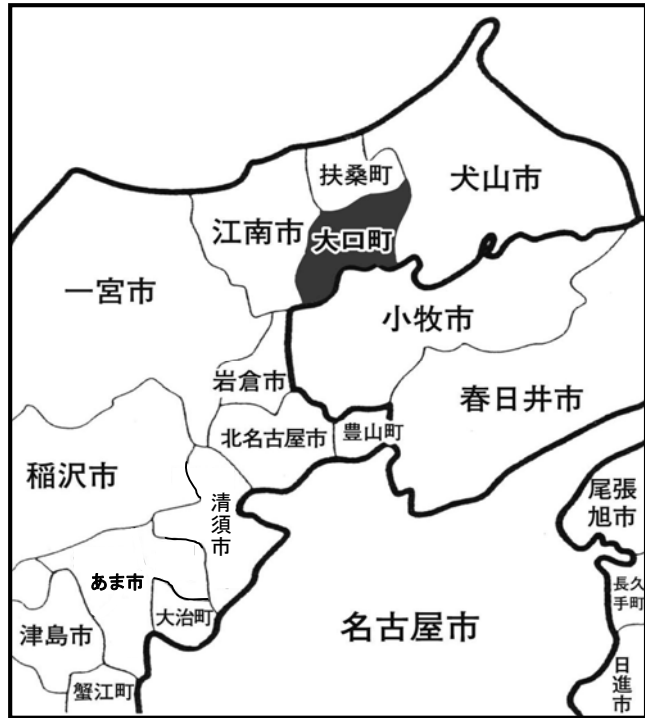 扶桑町
犬山市
江南市
大口町
一宮市
小牧市
岩倉市
春日井市
北名古屋市
豊山町
稲沢市
尾張
旭市
清須市
あま市
長久
手町
大治町
津島市
名古屋市
日進市
蟹江町